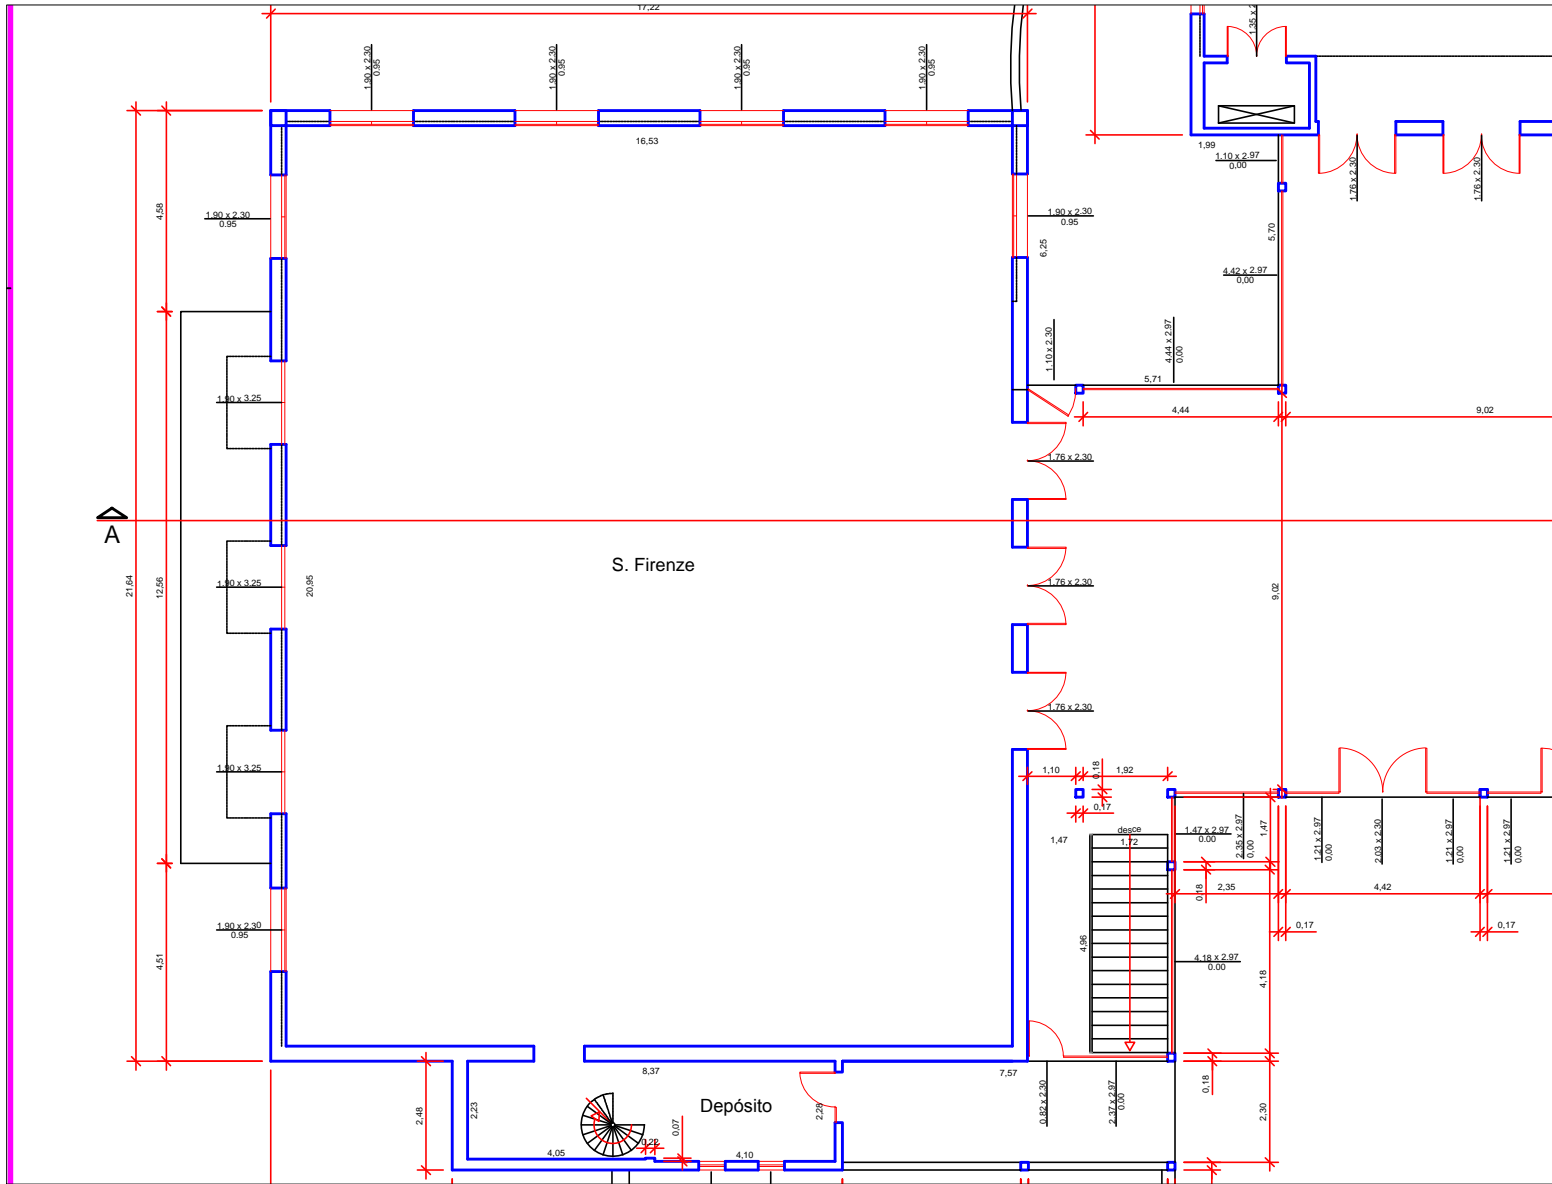 17,22
1.90 x 2.30
0.95
1.90 x 2.30
0.95
1.90 x 2.30
0.95
1.90 x 2.30
0.95
16,53
1,99
1.10 x 2.97
0,00
1.76 x 2.30
1.76 x 2.30
4,58
1.90 x 2.30
0.95
1.90 x 2.30
0.95
6,25
5,70
4.42 x 2.97
0,00
1.10 x 2.30
4.44 x 2.97
0,00
5,71
1.90 x 3.25
4,44
9,02
1.76 x 2.30
A
S. Firenze
21,64
12,56
1.90 x 3.25
20,95
1.76 x 2.30
9,02
1.76 x 2.30
1.90 x 3.25
1,10
0,18
1,92
0,17
1,47
desce
1,72
1.47 x 2.97
0.00
2.35 x 2.97
0,00
1,47
1.21 x 2.97
0,00
2.03 x 2.30
1.21 x 2.97
0,00
1.21 x 2.97
0,00
0,18
2,35
4,42
0,17
0,17
1.90 x 2.30
0.95
4,51
4,96
4.18 x 2.97
0.00
4,18
8,37
7,57
0.82 x 2.30
2.37 x 2.97
0.00
0,18
2,30
2,48
2,23
Depósito
2,28
0,07
0,22
4,05
4,10